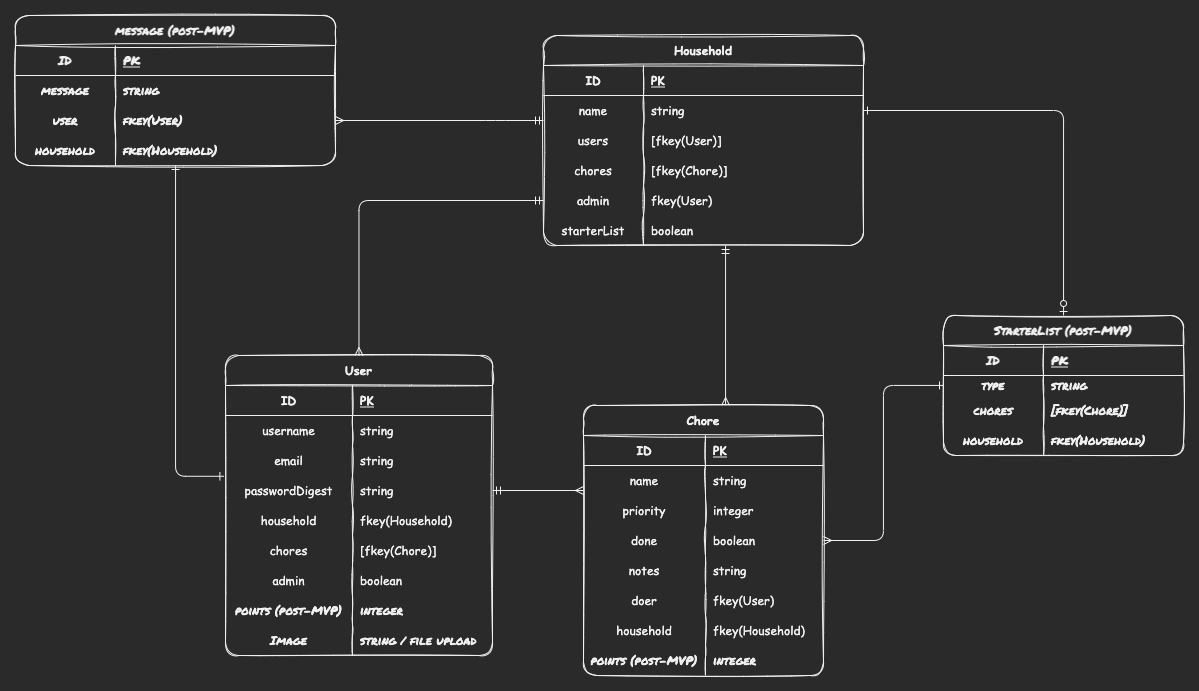 Message (post-MVP)
ID PK
message string
user fkey(User)
household fkey(Household)
Household
ID PK
name string
users [fkey(User)]
chores [fkey(Chore)]
admin fkey(User)
starterList boolean
StarterList (post-MVP)
ID PK
type string
chores [fkey(Chore)]
household fkey(Household)
User
ID PK
username string
email string
passwordDigest string
household fkey(Household)
chores [fkey(Chore)]
admin boolean
points (post-MVP) integer
Image string / file upload
Chore
ID PK
name string
priority integer
done boolean
notes string
doer fkey(User)
household fkey(Household)
points (post-MVP) integer